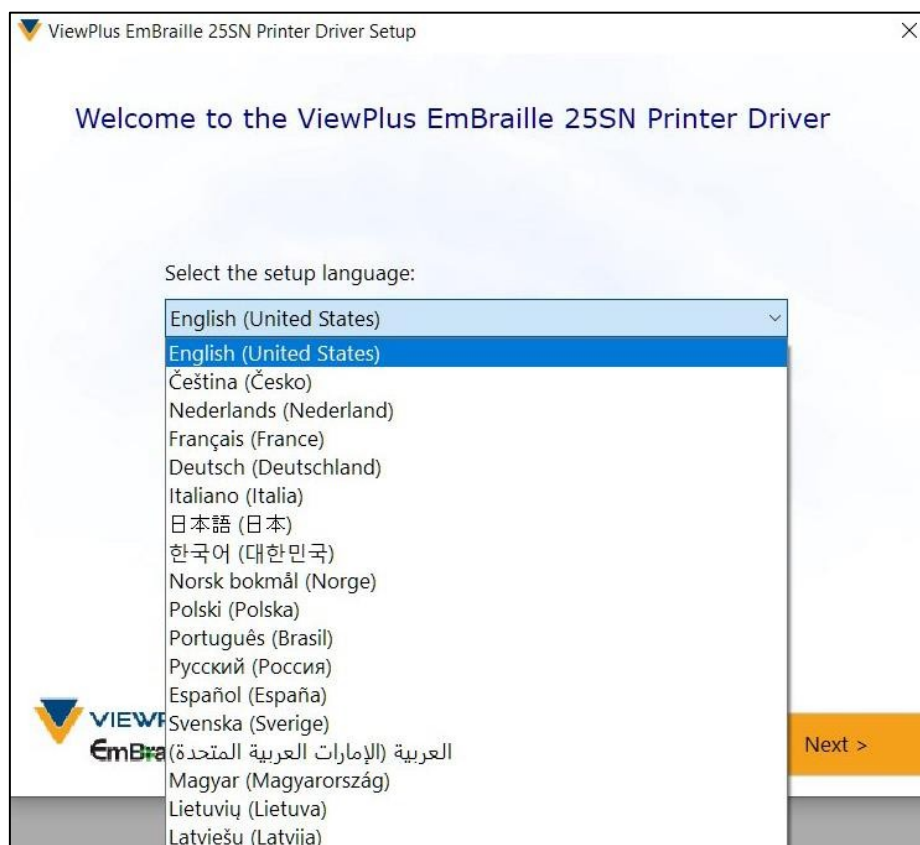 ViewPlus EmBraille 25SN Printer Driver Setup
Welcome to the ViewPlus EmBraille 25SN Printer Driver
Select the setup language:
English (United States)
English (United States)
Čeština (Česko)
Nederlands (Nederland)
Français (France)
Deutsch (Deutschland)
Italiano (Italia)
日本語 (日本)
한국어 (대한민국)
Norsk bokmål (Norge)
Polski (Polska)
Português (Brasil)
Русский (Россия)
Español (España)
Svenska (Sverige)
العربية (الإمارات العربية المتحدة)
Magyar (Magyarország)
Lietuvių (Lietuva)
Latviešu (Latvija)
Next >